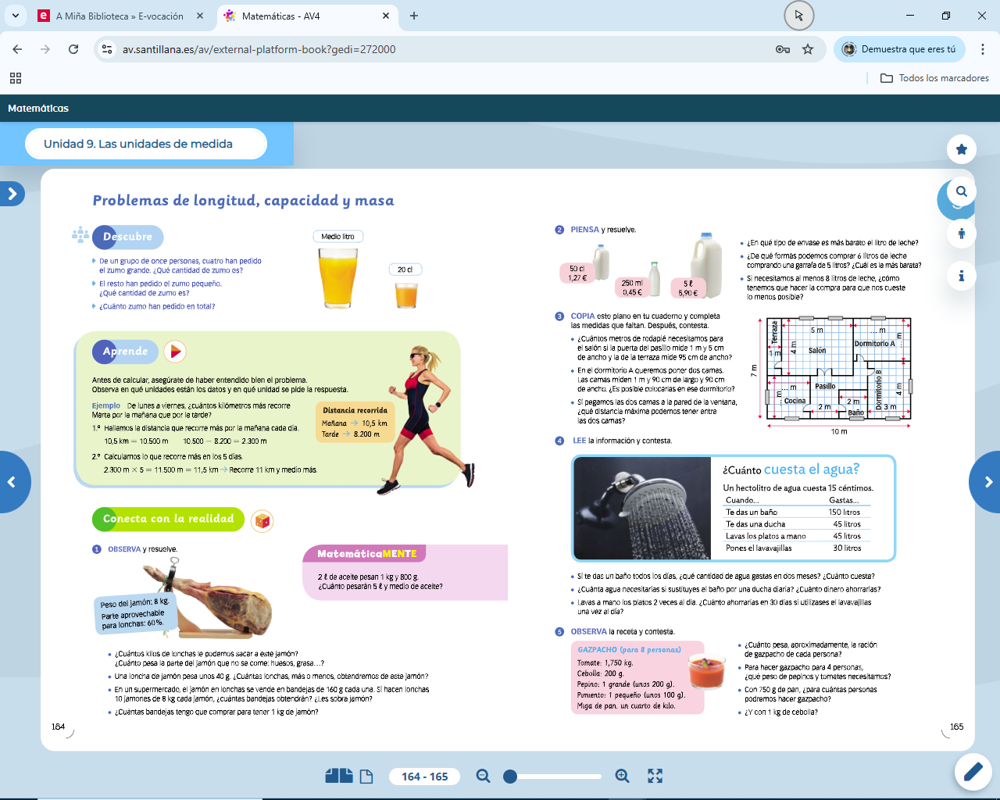 A Miña Biblioteca » E-vocación
Matemáticas - AV4
av.santillana.es/av/external-platform-book?gedi=272000
Demuestra que eres tú
Todos los marcadores
Matemáticas
Unidad 9. Las unidades de medida
Problemas de longitud, capacidad y masa
Descubre
De un grupo de once personas, cuatro han pedido
el zumo grande. ¿Qué cantidad de zumo es?
El resto han pedido el zumo pequeño.
¿Qué cantidad de zumo es?
¿Cuánto zumo han pedido en total?
Medio litro
20 cl
Aprende
Antes de calcular, asegúrate de haber entendido bien el problema.
Observa en qué unidades están los datos y en qué unidad se pide la respuesta.
Ejemplo De lunes a viernes, ¿cuántos kilómetros más recorre
Marta por la mañana que por la tarde?
1.º Hallamos la distancia que recorre más por la mañana cada día.
10,5 km = 10.500 m 10.500 − 8.200 = 2.300 m
2.º Calculamos lo que recorre más en los 5 días.
2.300 m × 5 = 11.500 m = 11,5 km → Recorre 11 km y medio más.
Distancia recorrida
Mañana → 10,5 km
Tarde → 8.200 m
Conecta con la realidad
1 OBSERVA y resuelve.
Peso del jamón: 8 kg.
Parte aprovechable
para lonchas: 60%.
MatemáticaMENTE
2 ℓ de aceite pesan 1 kg y 800 g.
¿Cuánto pesarán 5 ℓ y medio de aceite?
• ¿Cuántos kilos de lonchas le podemos sacar a este jamón?
¿Cuánto pesa la parte del jamón que no se come: huesos, grasa...?
• Una loncha de jamón pesa unos 40 g. ¿Cuántas lonchas, más o menos, obtendremos de este jamón?
• En un supermercado, el jamón en lonchas se vende en bandejas de 160 g cada una. Si hacen lonchas
10 jamones de 8 kg cada jamón, ¿cuántas bandejas obtendrán? ¿Les sobra jamón?
• ¿Cuántas bandejas tengo que comprar para tener 1 kg de jamón?
164
2 PIENSA y resuelve.
50 cl
1,27 €
250 ml
0,45 €
5 ℓ
5,90 €
• ¿En qué tipo de envase es más barato el litro de leche?
• ¿De qué formas podemos comprar 6 litros de leche
comprando una garrafa de 5 litros? ¿Cuál es la más barata?
• Si necesitamos al menos 8 litros de leche, ¿cómo
tenemos que hacer la compra para que nos cueste
lo menos posible?
3 COPIA este plano en tu cuaderno y completa
las medidas que faltan. Después, contesta.
• ¿Cuántos metros de rodapié necesitamos para
el salón si la puerta del pasillo mide 1 m y 5 cm
de ancho y la de la terraza mide 95 cm de ancho?
• En el dormitorio A queremos poner dos camas.
Las camas miden 1 m y 90 cm de largo y 90 cm
de ancho. ¿Es posible colocarlas en ese dormitorio?
• Si pegamos las dos camas a la pared de la ventana,
¿qué distancia máxima podemos tener entre
las dos camas?
Terraza
5 m
... m
1 m
4 m
Salón
Dormitorio A
... m
7 m
... m
Pasillo
Dormitorio B
4 m
... m
Cocina
2 m
2 m
Baño
3 m
10 m
4 LEE la información y contesta.
¿Cuánto cuesta el agua?
Un hectolitro de agua cuesta 15 céntimos.
Cuando... Gastas...
Te das un baño 150 litros
Te das una ducha 45 litros
Lavas los platos a mano 45 litros
Pones el lavavajillas 30 litros
• Si te das un baño todos los días, ¿qué cantidad de agua gastas en dos meses? ¿Cuánto cuesta?
• ¿Cuánta agua necesitarías si sustituyes el baño por una ducha diaria? ¿Cuánto dinero ahorrarías?
• Lavas a mano los platos 2 veces al día. ¿Cuánto ahorrarías en 30 días si utilizases el lavavajillas
una vez al día?
5 OBSERVA la receta y contesta.
GAZPACHO (para 8 personas)
Tomate: 1,750 kg.
Cebolla: 200 g.
Pepino: 1 grande (unos 200 g).
Pimiento: 1 pequeño (unos 100 g).
Miga de pan: un cuarto de kilo.
• ¿Cuánto pesa, aproximadamente, la ración
de gazpacho de cada persona?
• Para hacer gazpacho para 4 personas,
¿qué peso de pepinos y tomates necesitamos?
• Con 750 g de pan, ¿para cuántas personas
podremos hacer gazpacho?
• ¿Y con 1 kg de cebolla?
165
164 - 165